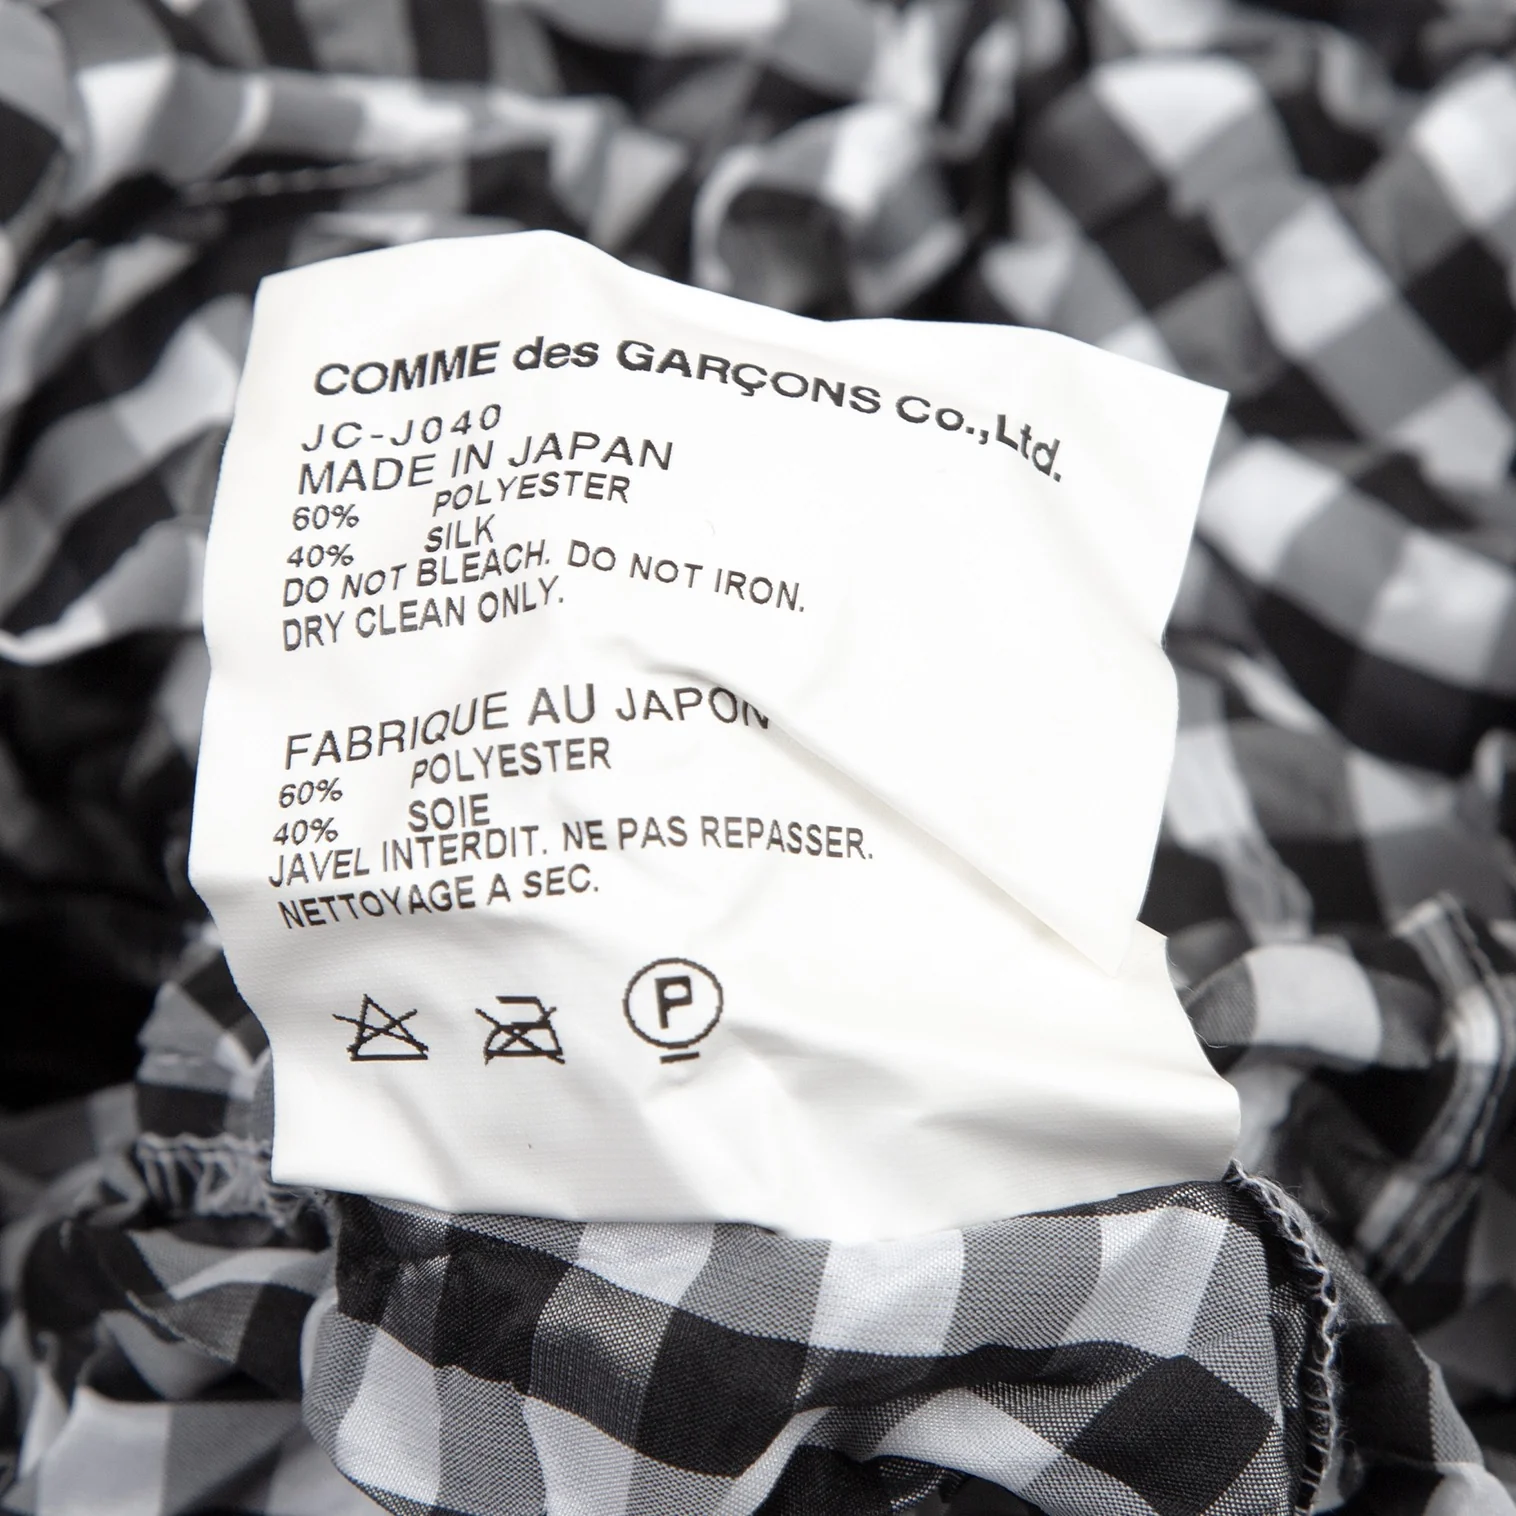 COMME des GARÇONS Co.,Ltd.
JC-J040
MADE IN JAPAN
60% POLYESTER
40% SILK
DO NOT BLEACH. DO NOT IRON.
DRY CLEAN ONLY.
FABRIQUE AU JAPON
60% POLYESTER
40% SOIE
JAVEL INTERDIT. NE PAS REPASSER.
NETTOYAGE A SEC.
P